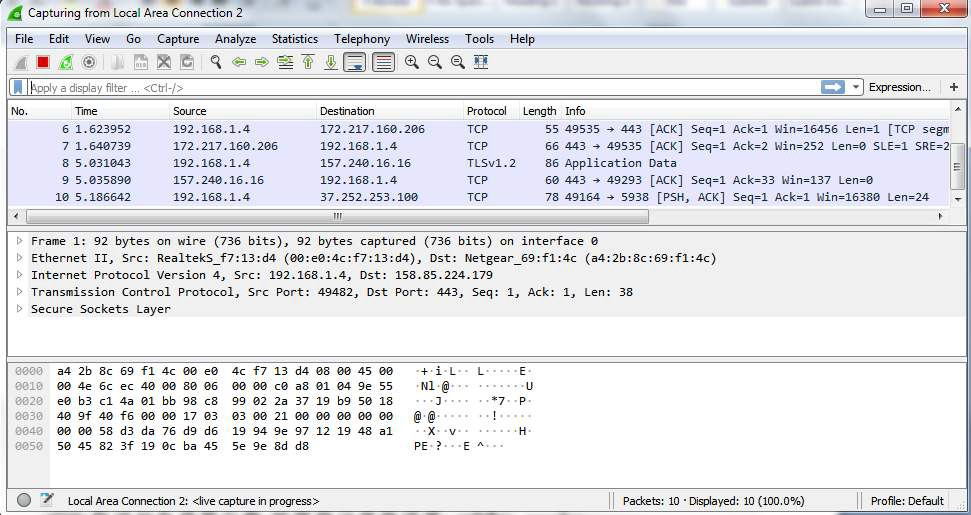 Capturing from Local Area Connection 2
File Edit View Go Capture Analyze Statistics Telephony Wireless Tools Help
Apply a display filter ... <Ctrl-/> Expression... +
No. Time Source Destination Protocol Length Info
6 1.623952 192.168.1.4 172.217.160.206 TCP 55 49535 → 443 [ACK] Seq=1 Ack=1 Win=16456 Len=1 [TCP segm
7 1.640739 172.217.160.206 192.168.1.4 TCP 66 443 → 49535 [ACK] Seq=1 Ack=2 Win=252 Len=0 SLE=1 SRE=2
8 5.031043 192.168.1.4 157.240.16.16 TLSv1.2 86 Application Data
9 5.035890 157.240.16.16 192.168.1.4 TCP 60 443 → 49293 [ACK] Seq=1 Ack=33 Win=137 Len=0
10 5.186642 192.168.1.4 37.252.253.100 TCP 78 49164 → 5938 [PSH, ACK] Seq=1 Ack=1 Win=16380 Len=24
Frame 1: 92 bytes on wire (736 bits), 92 bytes captured (736 bits) on interface 0
Ethernet II, Src: RealtekS_f7:13:d4 (00:e0:4c:f7:13:d4), Dst: Netgear_69:f1:4c (a4:2b:8c:69:f1:4c)
Internet Protocol Version 4, Src: 192.168.1.4, Dst: 158.85.224.179
Transmission Control Protocol, Src Port: 49482, Dst Port: 443, Seq: 1, Ack: 1, Len: 38
Secure Sockets Layer
0000 a4 2b 8c 69 f1 4c 00 e0 4c f7 13 d4 08 00 45 00 ·+·i·L·· L·····E·
0010 00 4e 6c ec 40 00 80 06 00 00 c0 a8 01 04 9e 55 ·Nl·@··· ·······U
0020 e0 b3 c1 4a 01 bb 98 c8 99 02 2a 37 19 b9 50 18 ···J···· ··*7··P·
0030 40 9f 40 f6 00 00 17 03 03 00 21 00 00 00 00 00 @·@····· ··!·····
0040 00 00 58 d3 da 76 d9 d6 19 94 9e 97 12 19 48 a1 ··X··v·· ······H·
0050 50 45 82 3f 19 0c ba 45 5e 9e 8d d8 PE·?···E ^···
Local Area Connection 2: <live capture in progress> Packets: 10 · Displayed: 10 (100.0%) Profile: Default